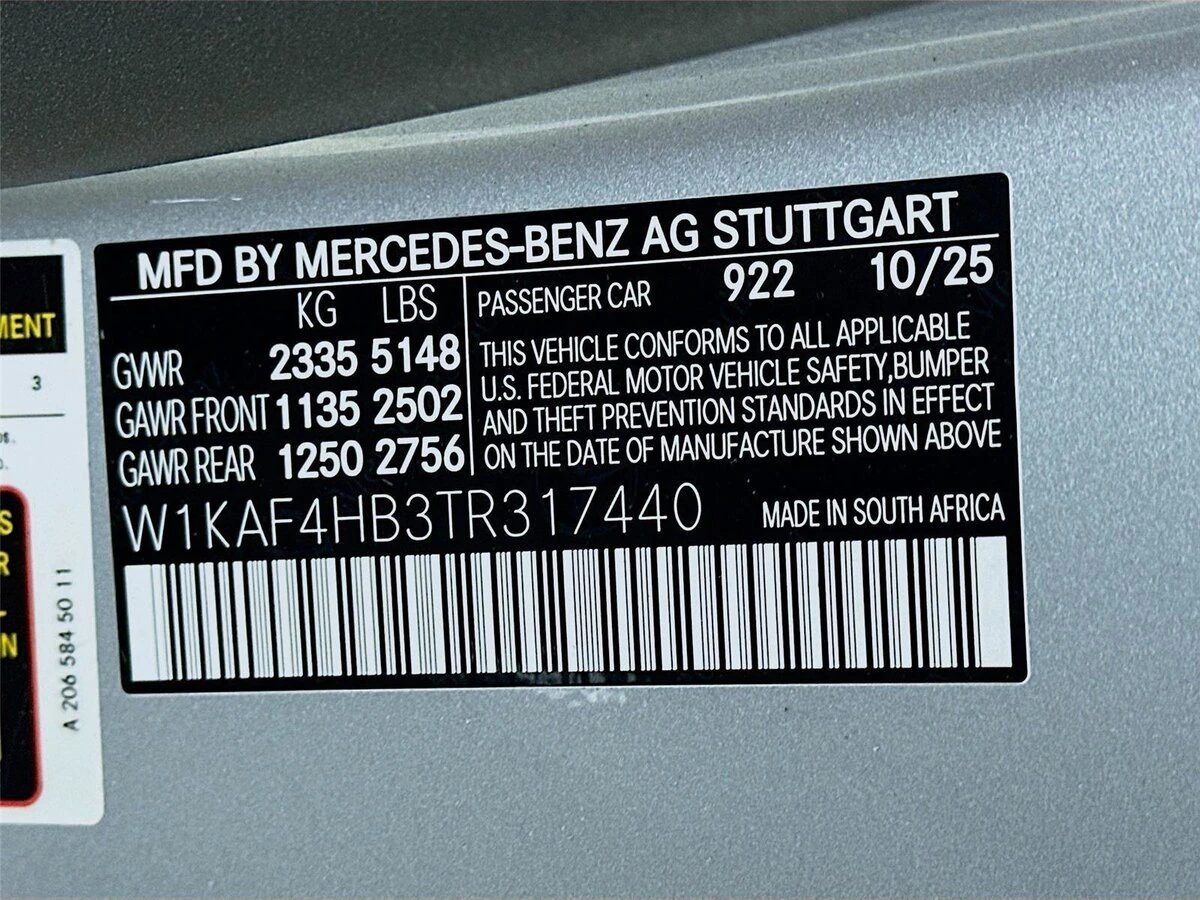 MFD BY MERCEDES-BENZ AG STUTTGART
KG LBS
GVWR 2335 5148
GAWR FRONT 1135 2502
GAWR REAR 1250 2756
PASSENGER CAR 922 10/25
THIS VEHICLE CONFORMS TO ALL APPLICABLE
U.S. FEDERAL MOTOR VEHICLE SAFETY,BUMPER
AND THEFT PREVENTION STANDARDS IN EFFECT
ON THE DATE OF MANUFACTURE SHOWN ABOVE
W1KAF4HB3TR317440 MADE IN SOUTH AFRICA
3
A 206 584 50 11